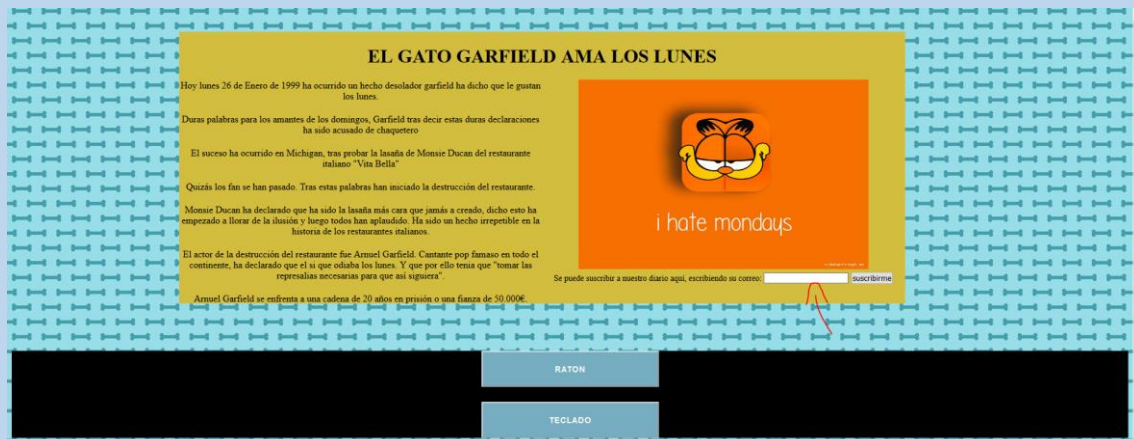 EL GATO GARFIELD AMA LOS LUNES
Hoy lunes 26 de Enero de 1999 ha ocurrido un hecho desolador garfield ha dicho que le gustan
los lunes.
Duras palabras para los amantes de los domingos, Garfield tras decir estas duras declaraciones
ha sido acusado de chaquetero
El suceso ha ocurrido en Michigan, tras probar la lasaña de Monsie Ducan del restaurante
italiano "Vita Bella"
Quizás los fan se han pasado. Tras estas palabras han iniciado la destrucción del restaurante.
Monsie Ducan ha declarado que ha sido la lasaña más cara que jamás a creado, dicho esto ha
empezado a llorar de la ilusión y luego todos han aplaudido. Ha sido un hecho irrepetible en la
historia de los restaurantes italianos.
El actor de la destrucción del restaurante fue Arnuel Garfield. Cantante pop famaso en todo el
continente, ha declarado que el si que odiaba los lunes. Y que por ello tenia que "tomar las
represalias necesarias para que así siguiera".
Arnuel Garfield se enfrenta a una cadena de 20 años en prisión o una fianza de 50.000€.
i hate mondays
Se puede suscribir a nuestro diario aquí, escribiendo su correo:
suscribirme
RATON
TECLADO